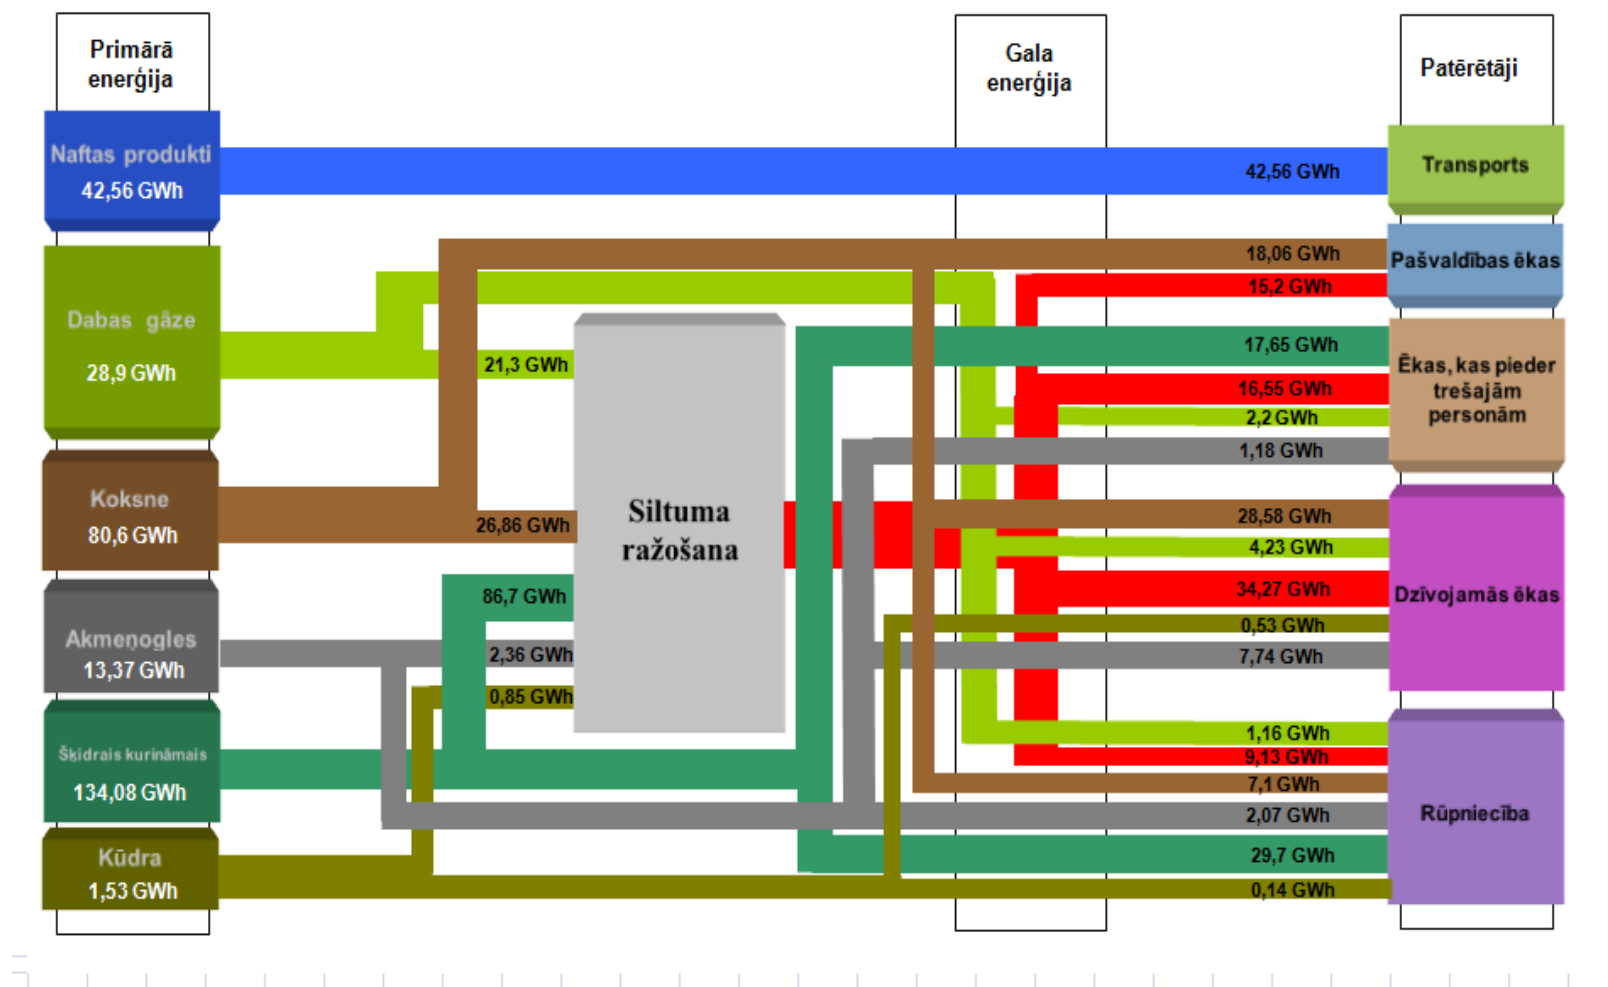 Primārā
enerģija
Naftas produkti
42,56 GWh
Dabas gāze
28,9 GWh
Koksne
80,6 GWh
Akmeņogles
13,37 GWh
Šķidrais kurināmais
134,08 GWh
Kūdra
1,53 GWh
21,3 GWh
26,86 GWh
86,7 GWh
2,36 GWh
0,85 GWh
Siltuma
ražošana
Gala
enerģija
42,56 GWh
18,06 GWh
15,2 GWh
17,65 GWh
16,55 GWh
2,2 GWh
1,18 GWh
28,58 GWh
4,23 GWh
34,27 GWh
0,53 GWh
7,74 GWh
1,16 GWh
9,13 GWh
7,1 GWh
2,07 GWh
29,7 GWh
0,14 GWh
Patērētāji
Transports
Pašvaldības ēkas
Ēkas, kas pieder
trešajām
personām
Dzīvojamās ēkas
Rūpniecība